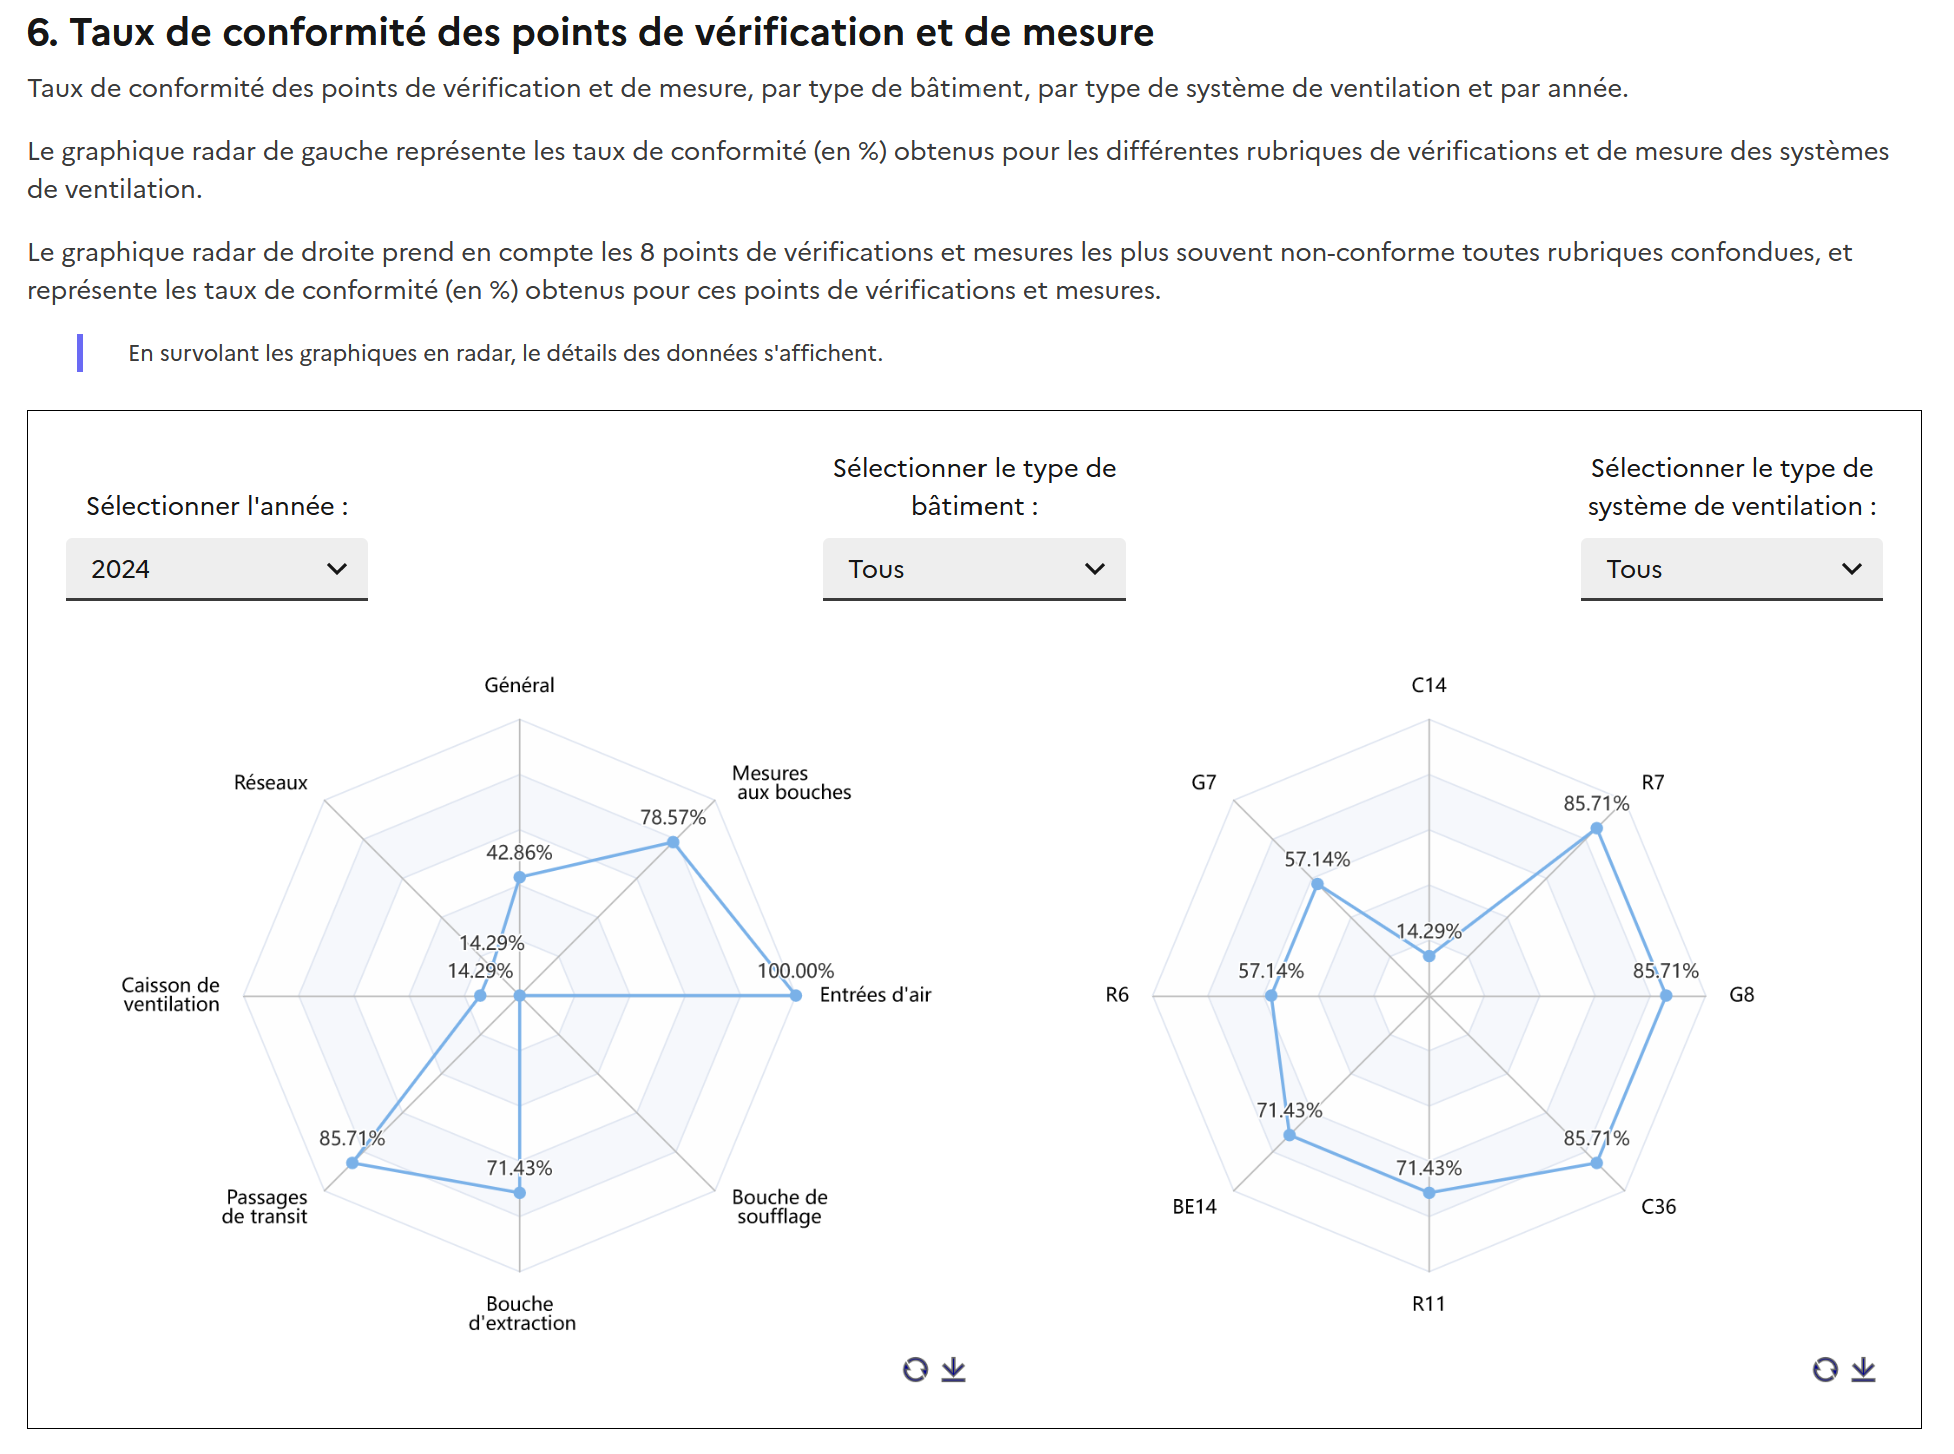 6. Taux de conformité des points de vérification et de mesure
Taux de conformité des points de vérification et de mesure, par type de bâtiment, par type de système de ventilation et par année.
Le graphique radar de gauche représente les taux de conformité (en %) obtenus pour les différentes rubriques de vérifications et de mesure des systèmes
de ventilation.
Le graphique radar de droite prend en compte les 8 points de vérifications et mesures les plus souvent non-conforme toutes rubriques confondues, et
représente les taux de conformité (en %) obtenus pour ces points de vérifications et mesures.
En survolant les graphiques en radar, le détails des données s'affichent.
Sélectionner l'année :
2024
Sélectionner le type de
bâtiment :
Tous
Sélectionner le type de
système de ventilation :
Tous
Général
Réseaux
Mesures
aux bouches
78.57%
42.86%
14.29%
14.29%
100.00%
Caisson de
ventilation
Entrées d'air
85.71%
71.43%
Passages
de transit
Bouche de
soufflage
Bouche
d'extraction
C14
G7
R7
85.71%
57.14%
14.29%
57.14%
85.71%
R6
G8
71.43%
85.71%
71.43%
BE14
C36
R11